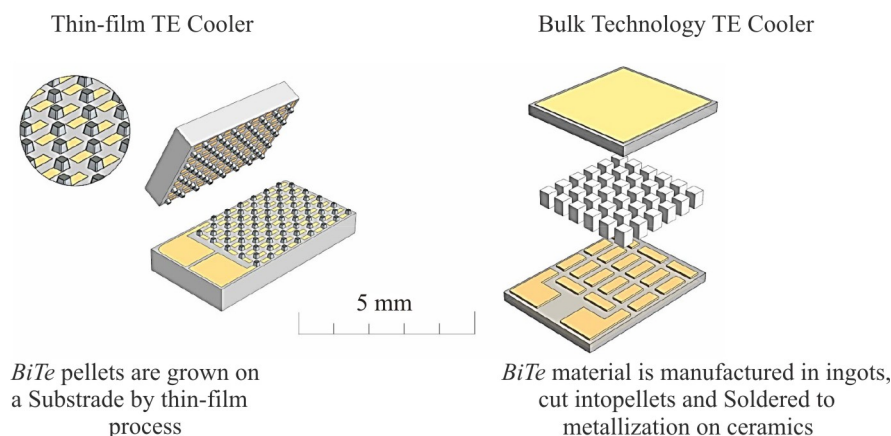 Thin-film TE Cooler
Bulk Technology TE Cooler
5 mm
BiTe pellets are grown on
a Substrade by thin-film
process
BiTe material is manufactured in ingots,
cut intopellets and Soldered to
metallization on ceramics